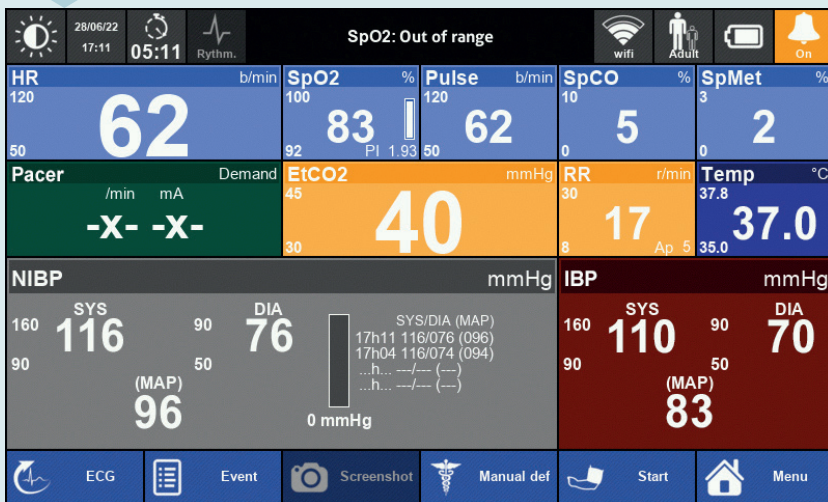 28/06/22
17:11
05:11
Rythm.
SpO2: Out of range
wifi
Adult
On
HR b/min
120
62
50
SpO2 %
100
83
92 PI 1.93
Pulse b/min
120
62
50
SpCO %
10
5
0
SpMet %
3
2
0
Pacer Demand
/min mA
-x- -x-
EtCO2 mmHg
45
40
30
RR r/min
30
17
8 Ap 5
Temp °C
37.8
37.0
35.0
NIBP mmHg
SYS DIA
160 116 90 76
90 50
(MAP)
96
SYS/DIA (MAP)
17h11 116/076 (096)
17h04 116/074 (094)
...h... ---/--- (---)
...h... ---/--- (---)
0 mmHg
IBP mmHg
SYS DIA
160 110 90 70
90 50
(MAP)
83
ECG
Event
Screenshot
Manual def
Start
Menu